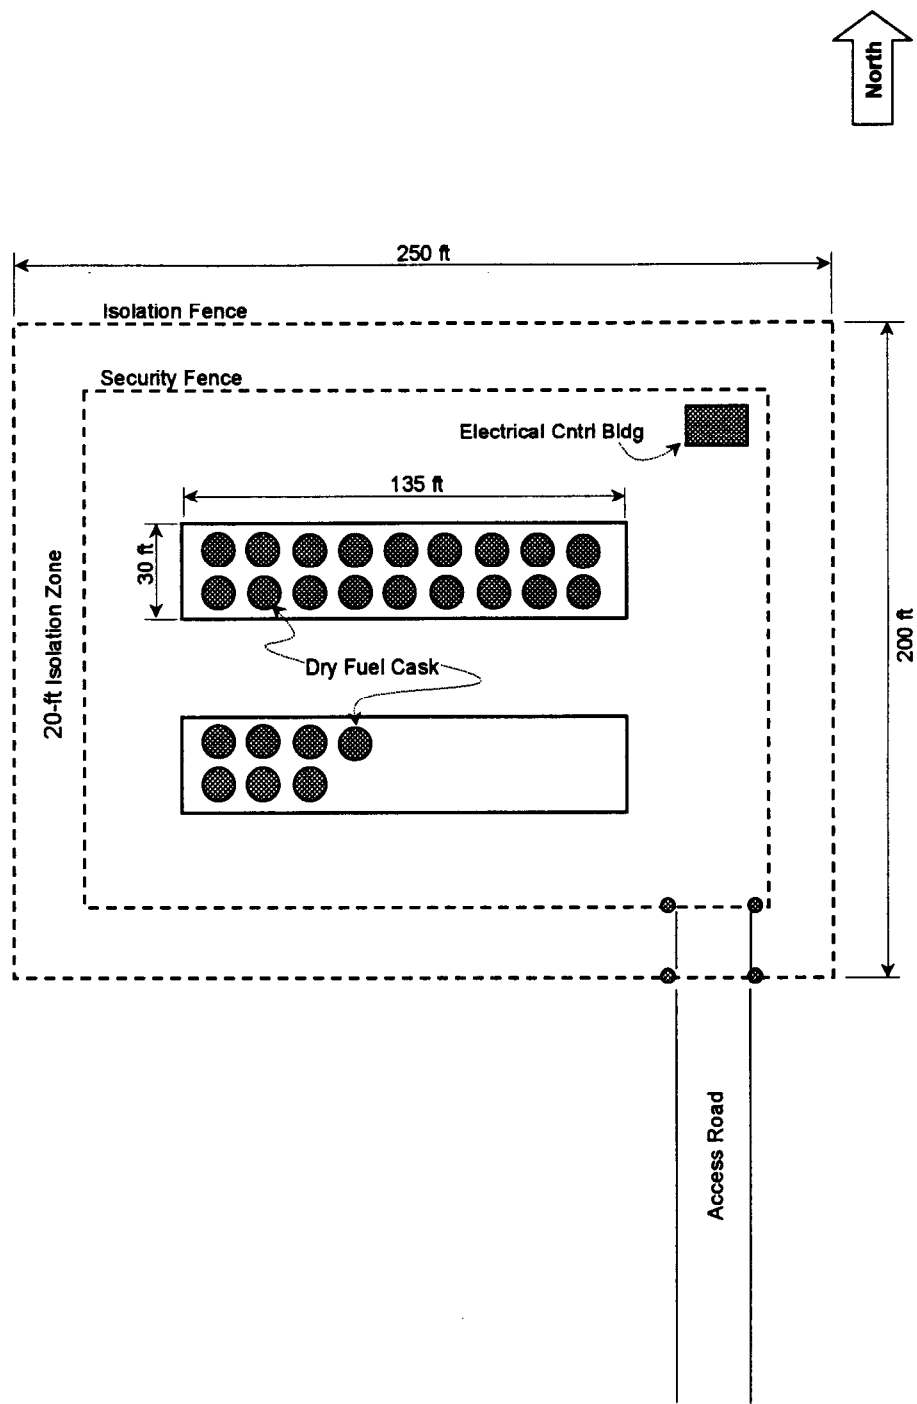 North
250 ft
Isolation Fence
Security Fence
Electrical Cntrl Bldg
135 ft
30 ft
20-ft Isolation Zone
Dry Fuel Cask
200 ft
Access Road